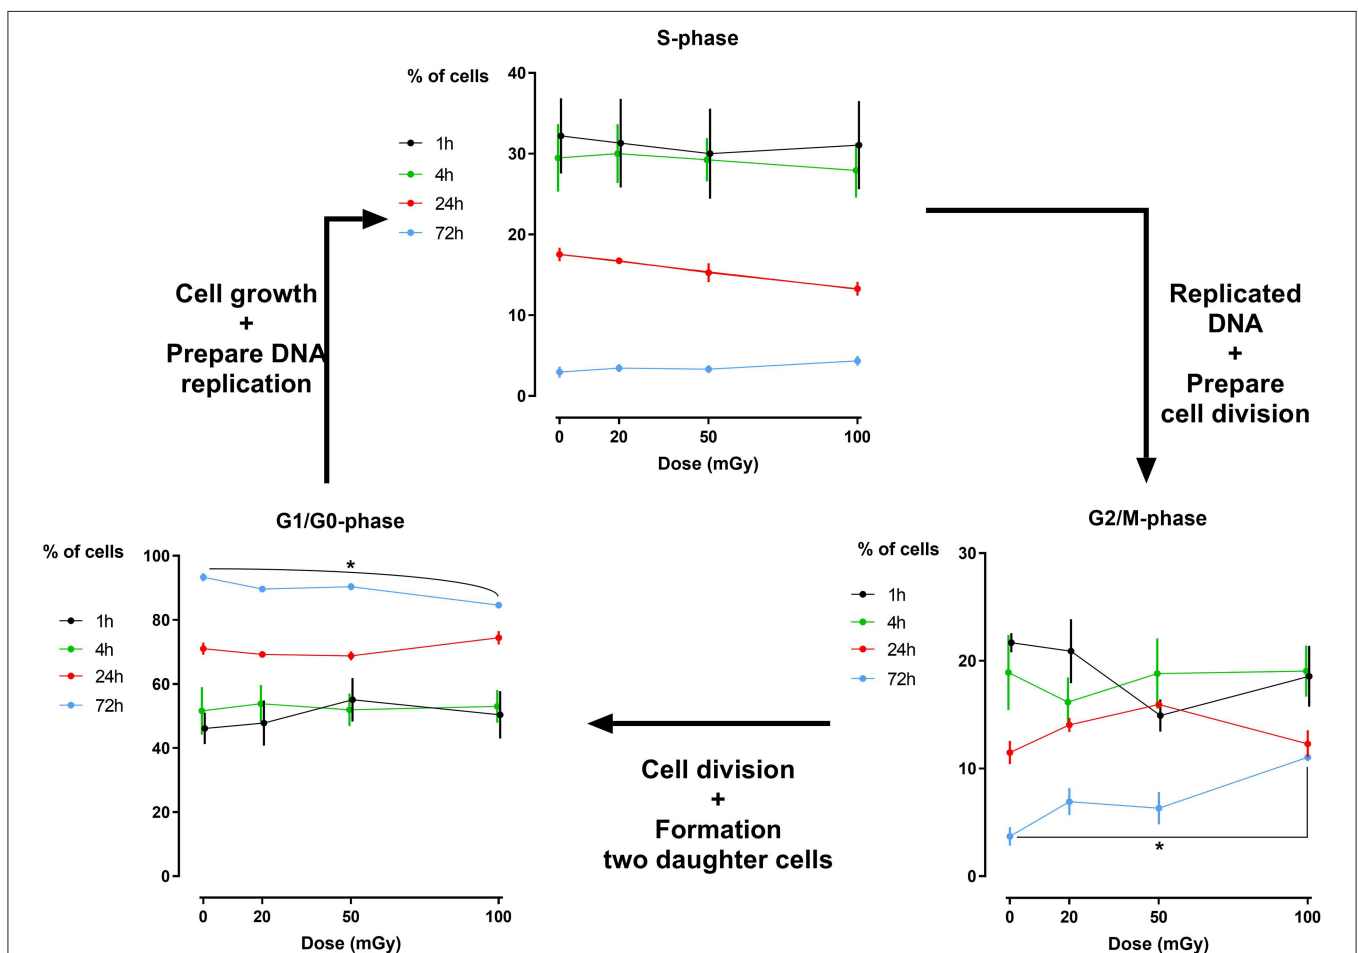 S-phase
% of cells
1h
4h
24h
72h
40
30
20
10
0
0 20 50 100
Dose (mGy)
Cell growth
+
Prepare DNA
replication
Replicated
DNA
+
Prepare
cell division
G1/G0-phase
% of cells
1h
4h
24h
72h
100
80
60
40
20
0
*
0 20 50 100
Dose (mGy)
Cell division
+
Formation
two daughter cells
G2/M-phase
% of cells
1h
4h
24h
72h
30
20
10
0
*
0 20 50 100
Dose (mGy)